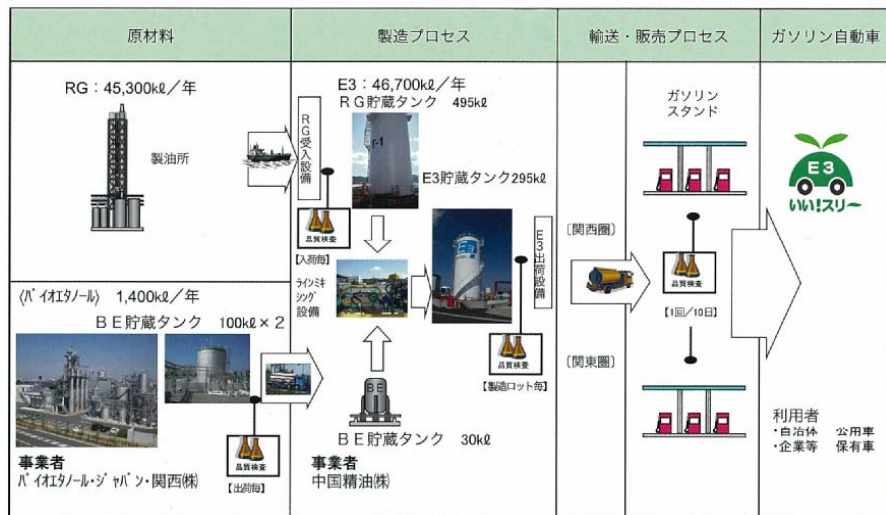 原材料
製造プロセス
輸送・販売プロセス
ガソリン自動車
RG：45,300kℓ／年
製油所
〈ﾊﾞｲｵｴﾀﾉｰﾙ〉 1,400kℓ／年
BE貯蔵タンク 100kℓ×2
品質検査
【出荷毎】
事業者
ﾊﾞｲｵｴﾀﾉｰﾙ・ｼﾞｬﾊﾟﾝ・関西㈱
E3：46,700kℓ／年
RG貯蔵タンク 495kℓ
RG受入設備
品質検査
【入荷毎】
E3貯蔵タンク295kℓ
ﾗｲﾝﾐｷ
ｼﾝｸﾞ
設備
E3出荷設備
品質検査
【製造ロット毎】
BE
BE貯蔵タンク 30kℓ
事業者
中国精油㈱
〔関西圏〕
〔関東圏〕
ガソリン
スタンド
品質検査
【1回／10日】
E3
いい!スリー
利用者
・自治体 公用車
・企業等 保有車